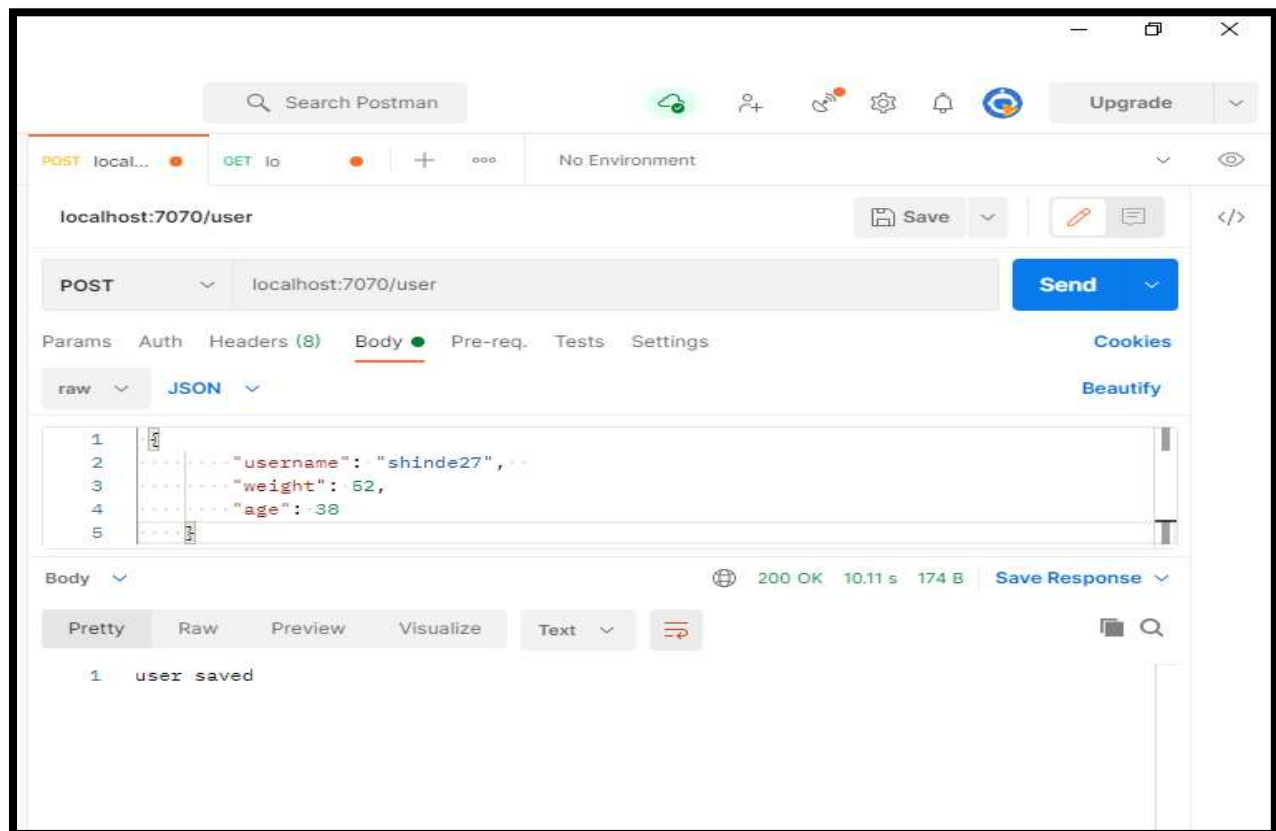 Search Postman
Upgrade
POST local...
GET lo
No Environment
localhost:7070/user
Save
</>
POST
localhost:7070/user
Send
Params Auth Headers (8) Body Pre-req. Tests Settings
Cookies
raw JSON
Beautify
1 {
2 "username": "shinde27",
3 "weight": 52,
4 "age": 38
5 }
Body
200 OK 10.11 s 174 B Save Response
Pretty Raw Preview Visualize Text
1 user saved